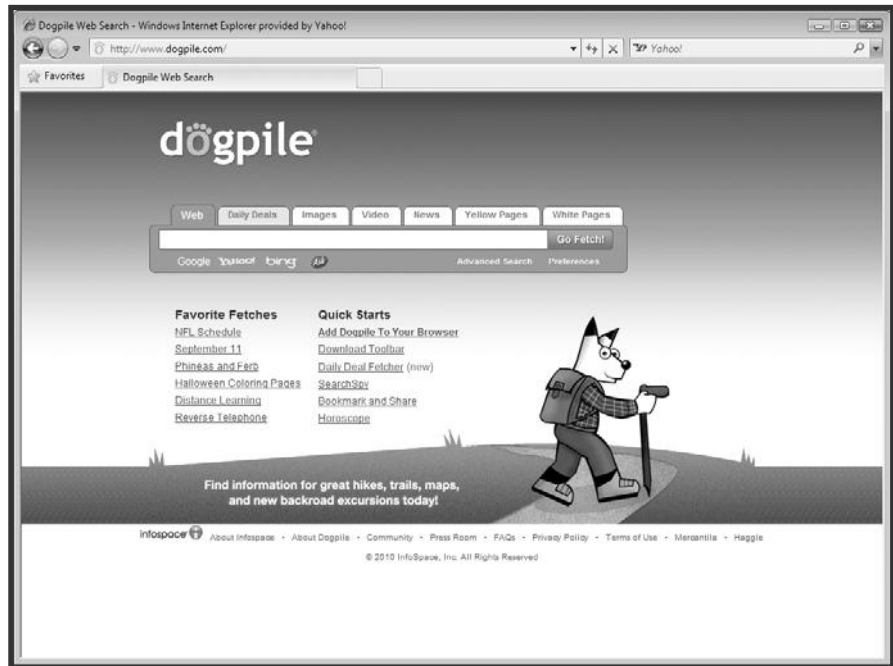 Dogpile Web Search - Windows Internet Explorer provided by Yahoo!
http://www.dogpile.com/
Yahoo!
Favorites
Dogpile Web Search
dogpile
Web
Daily Deals
Images
Video
News
Yellow Pages
White Pages
Go Fetch!
Google Yahoo! bing
Advanced Search
Preferences
Favorite Fetches
NFL Schedule
September 11
Phineas and Ferb
Halloween Coloring Pages
Distance Learning
Reverse Telephone
Quick Starts
Add Dogpile To Your Browser
Download Toolbar
Daily Deal Fetcher (new)
SearchSpy
Bookmark and Share
Horoscope
Find information for great hikes, trails, maps,
and new backroad excursions today!
infospace About Infospace - About Dogpile - Community - Press Room - FAQs - Privacy Policy - Terms of Use - Mercantile - Haggle
© 2010 InfoSpace, Inc. All Rights Reserved